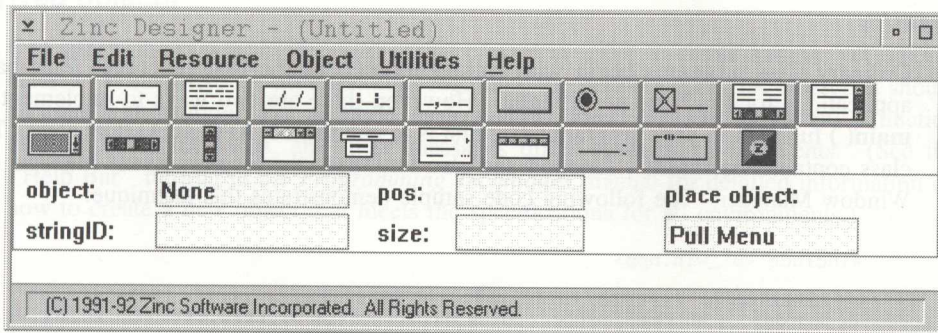 Zinc Designer - (Untitled)
File Edit Resource Object Utilities Help
object: None pos: place object:
stringID: size: Pull Menu
(C) 1991-92 Zinc Software Incorporated. All Rights Reserved.